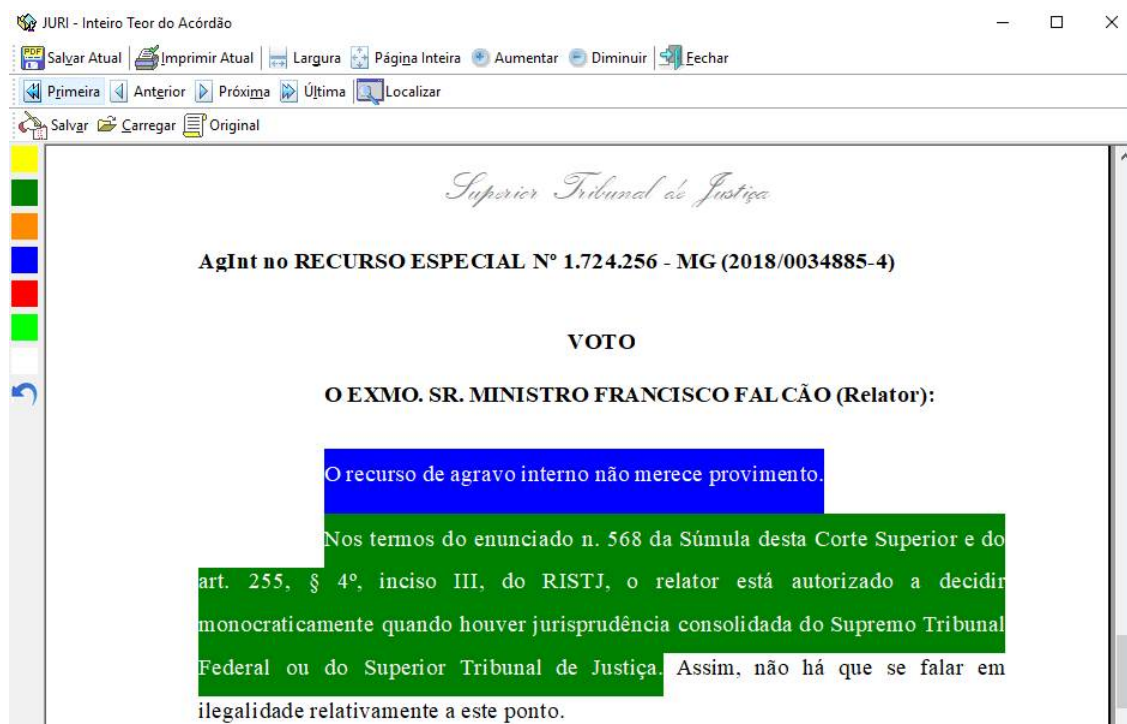 JURI - Inteiro Teor do Acórdão
Salvar Atual Imprimir Atual Largura Página Inteira Aumentar Diminuir Fechar
Primeira Anterior Próxima Última Localizar
Salvar Carregar Original
Superior Tribunal de Justiça
AgInt no RECURSO ESPECIAL Nº 1.724.256 - MG (2018/0034885-4)
VOTO
O EXMO. SR. MINISTRO FRANCISCO FALCÃO (Relator):
O recurso de agravo interno não merece provimento.
Nos termos do enunciado n. 568 da Súmula desta Corte Superior e do
art. 255, § 4º, inciso III, do RISTJ, o relator está autorizado a decidir
monocraticamente quando houver jurisprudência consolidada do Supremo Tribunal
Federal ou do Superior Tribunal de Justiça. Assim, não há que se falar em
ilegalidade relativamente a este ponto.